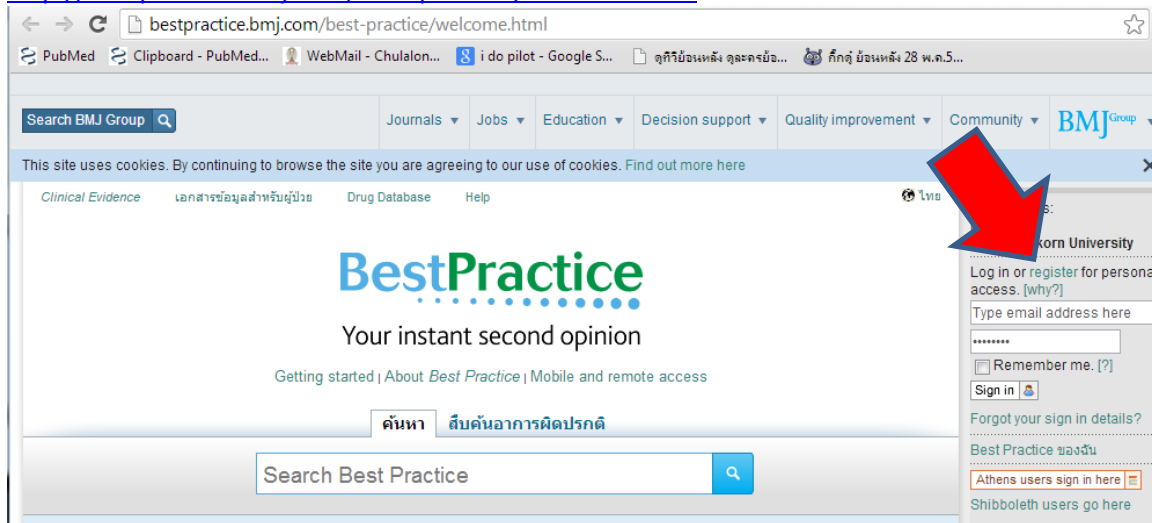 bestpractice.bmj.com/best-practice/welcome.html
PubMed Clipboard - PubMed... WebMail - Chulalon... i do pilot - Google S... ดูทีวีย้อนหลัง ดูละครย้อ... กิ๊กดู๋ ย้อนหลัง 28 พ.ค.5...
Search BMJ Group Journals Jobs Education Decision support Quality improvement Community BMJ Group
This site uses cookies. By continuing to browse the site you are agreeing to our use of cookies. Find out more here
Clinical Evidence เอกสารข้อมูลสำหรับผู้ป่วย Drug Database Help ไทย
BestPractice
Your instant second opinion
Getting started | About Best Practice | Mobile and remote access
ค้นหา สืบค้นอาการผิดปรกติ
Search Best Practice
korn University
Log in or register for persona
access. [why?]
Type email address here
••••••••
Remember me. [?]
Sign in
Forgot your sign in details?
Best Practice ของฉัน
Athens users sign in here
Shibboleth users go here